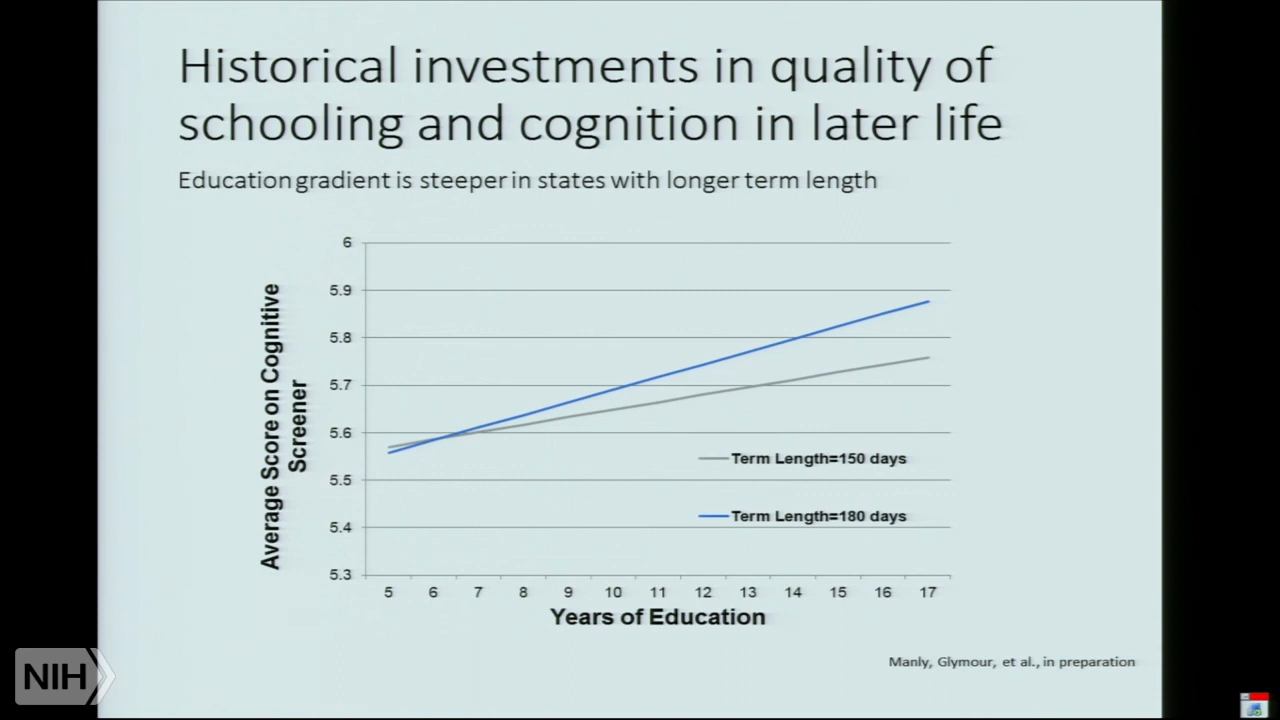 Historical investments in quality of
schooling and cognition in later life
Education gradient is steeper in states with longer term length
Average Score on Cognitive
Screener
6
5.9
5.8
5.7
5.6
5.5
5.4
5.3
Term Length=150 days
Term Length=180 days
5 6 7 8 9 10 11 12 13 14 15 16 17
Years of Education
Manly, Glymour, et al., in preparation
NIH